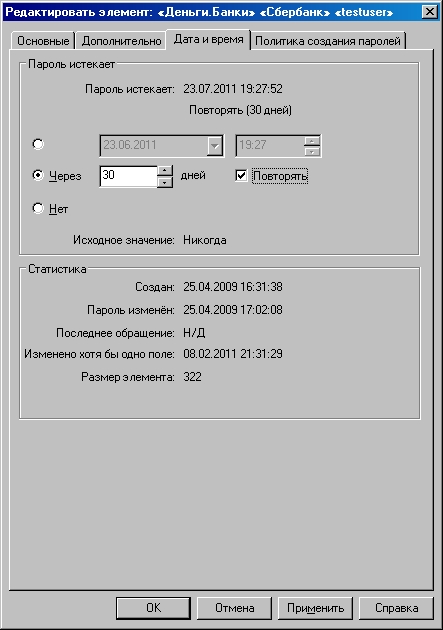 Редактировать элемент: «Деньги.Банки» «Сбербанк» «testuser»
Основные Дополнительно Дата и время Политика создания паролей
Пароль истекает
Пароль истекает: 23.07.2011 19:27:52
Повторять (30 дней)
23.06.2011 19:27
Через 30 дней Повторять
Нет
Исходное значение: Никогда
Статистика
Создан: 25.04.2009 16:31:38
Пароль изменён: 25.04.2009 17:02:08
Последнее обращение: Н/Д
Изменено хотя бы одно поле: 08.02.2011 21:31:29
Размер элемента: 322
OK Отмена Применить Справка